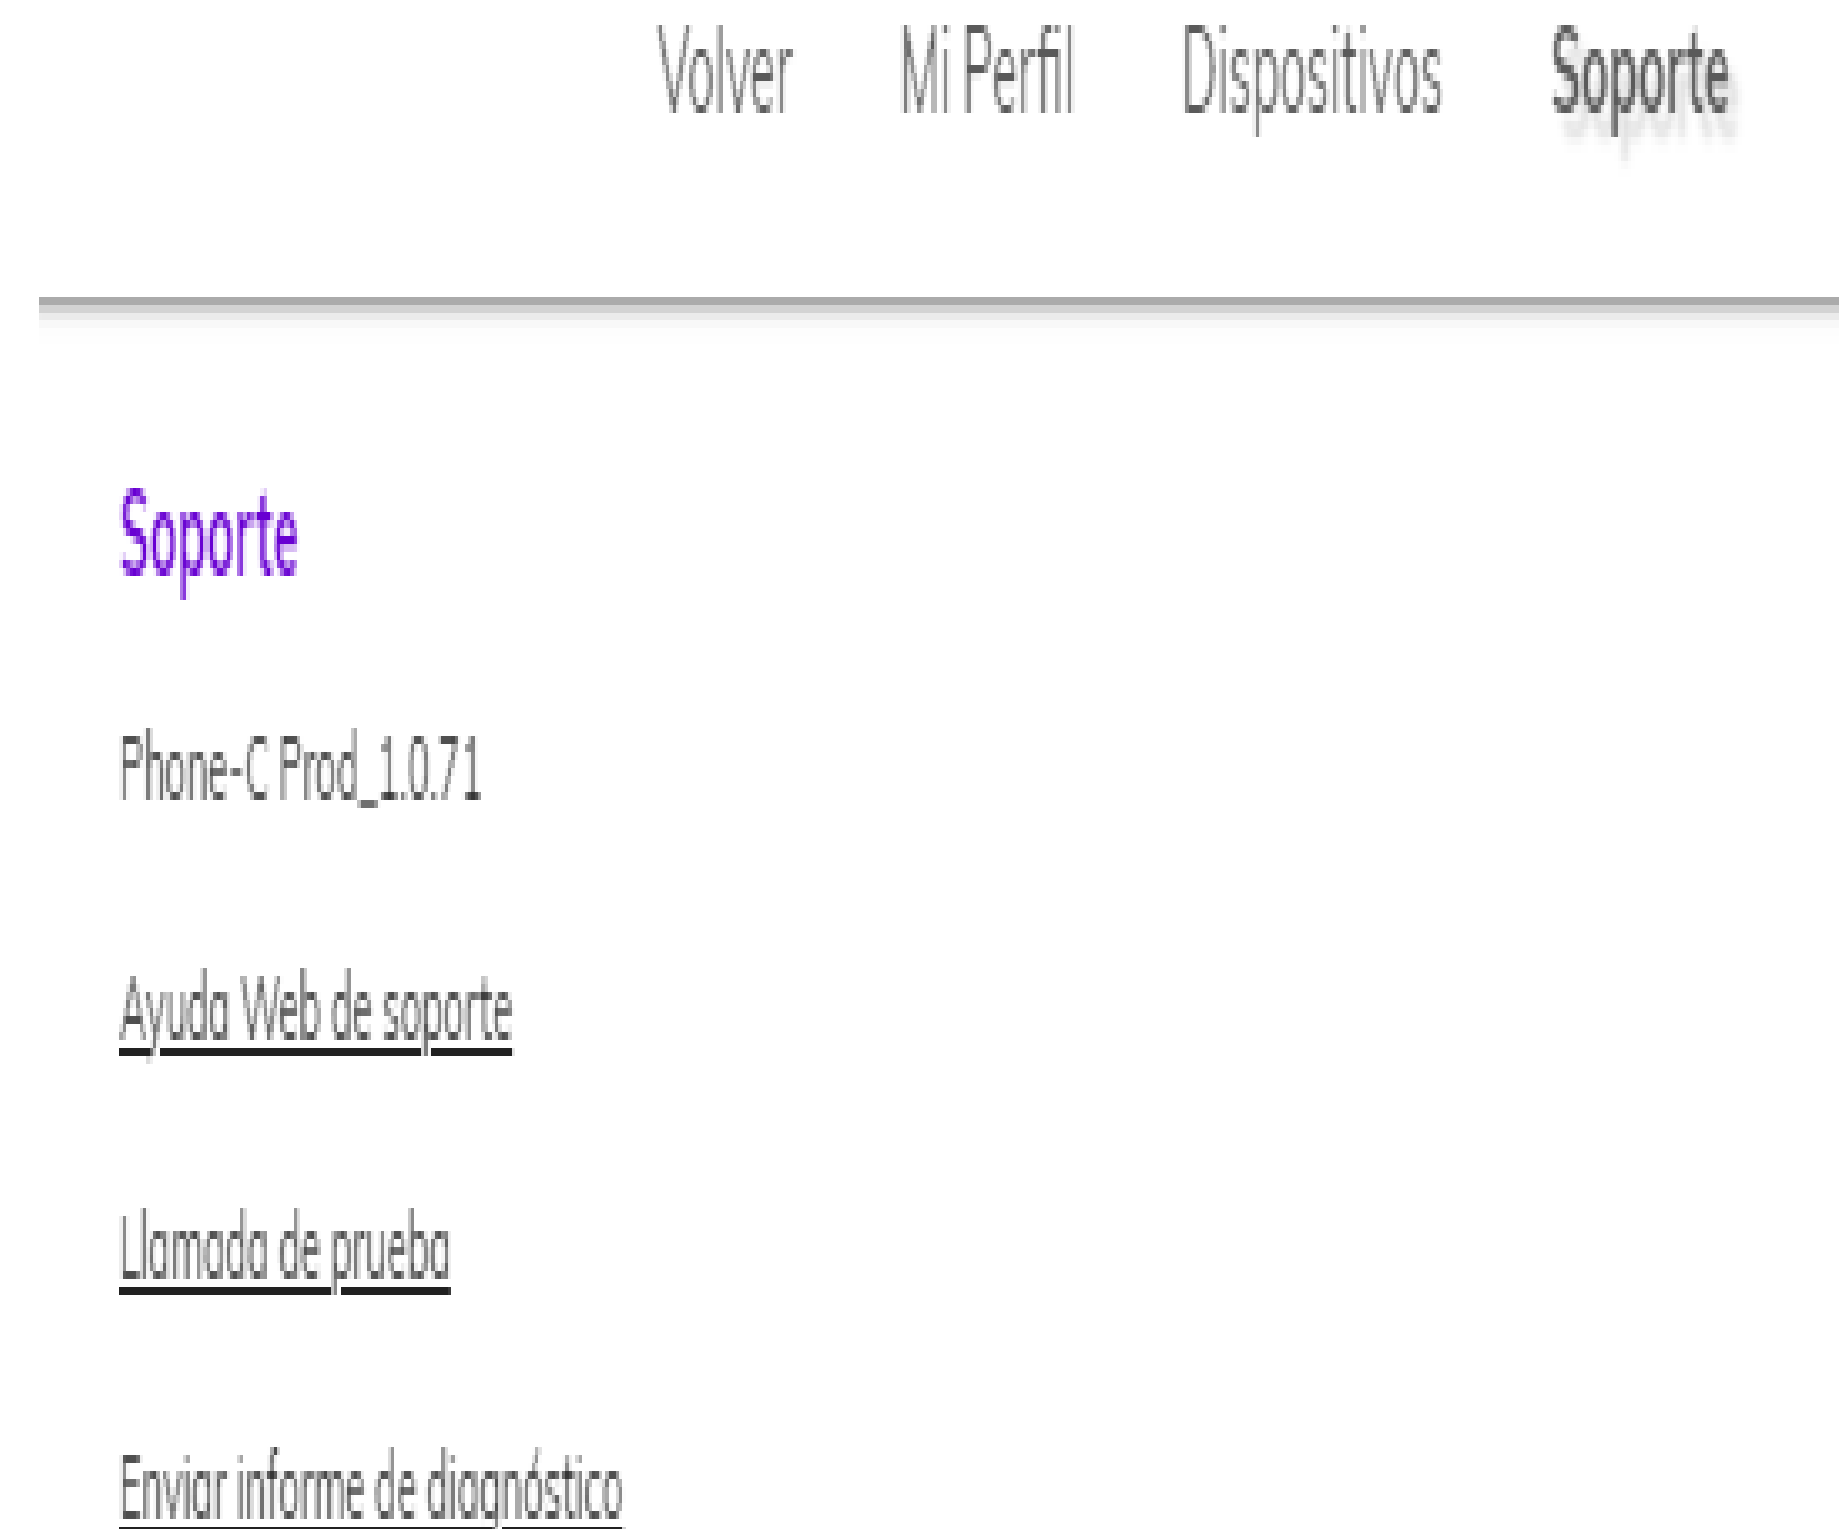 Volver Mi Perfil Dispositivos Soporte
Soporte
Phone-C Prod_1.0.71
Ayuda Web de soporte
Llamada de prueba
Enviar informe de diagnóstico